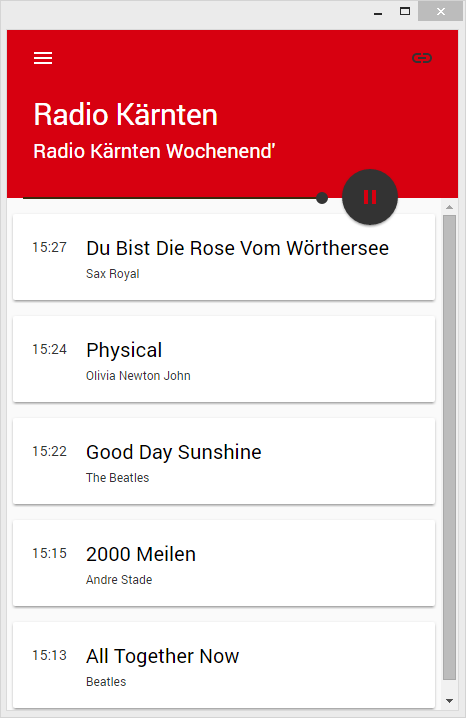 Radio Kärnten
Radio Kärnten Wochenend'
15:27 Du Bist Die Rose Vom Wörthersee
Sax Royal
15:24 Physical
Olivia Newton John
15:22 Good Day Sunshine
The Beatles
15:15 2000 Meilen
Andre Stade
15:13 All Together Now
Beatles